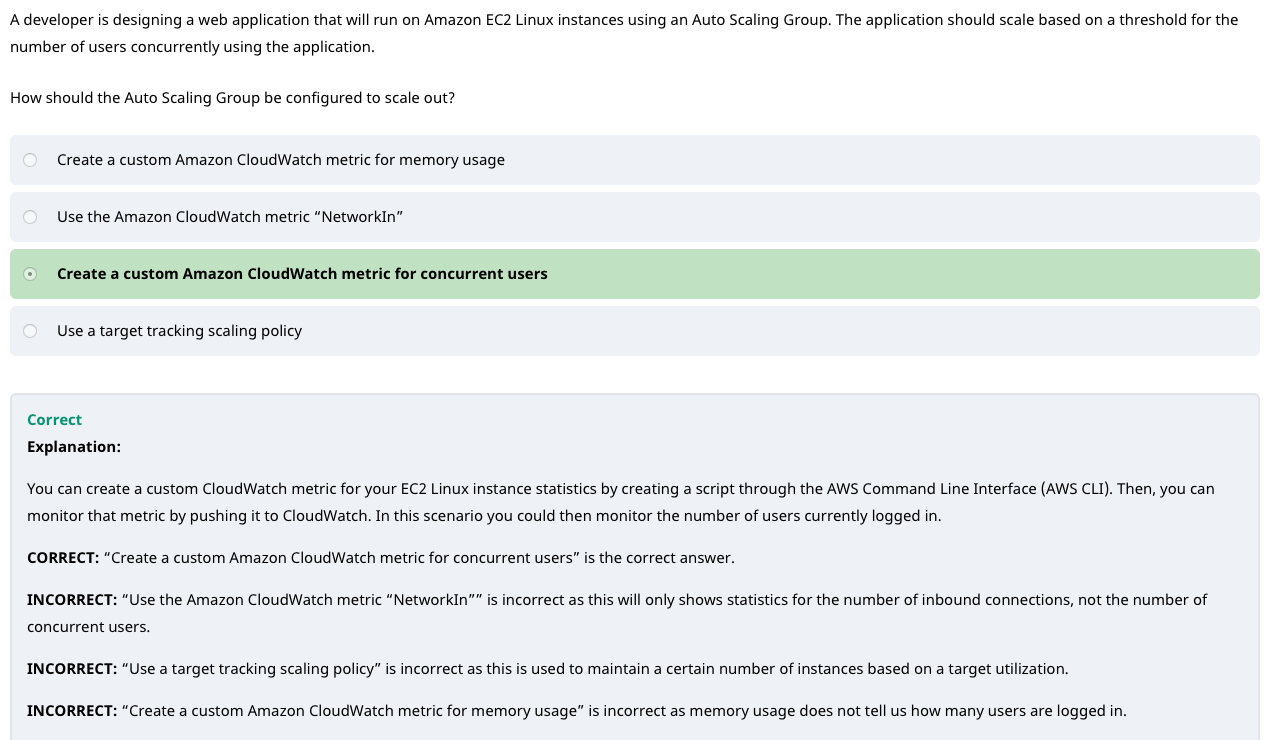 A developer is designing a web application that will run on Amazon EC2 Linux instances using an Auto Scaling Group. The application should scale based on a threshold for the
number of users concurrently using the application.
How should the Auto Scaling Group be configured to scale out?
Create a custom Amazon CloudWatch metric for memory usage
Use the Amazon CloudWatch metric “NetworkIn”
Create a custom Amazon CloudWatch metric for concurrent users
Use a target tracking scaling policy
Correct
Explanation:
You can create a custom CloudWatch metric for your EC2 Linux instance statistics by creating a script through the AWS Command Line Interface (AWS CLI). Then, you can
monitor that metric by pushing it to CloudWatch. In this scenario you could then monitor the number of users currently logged in.
CORRECT: “Create a custom Amazon CloudWatch metric for concurrent users” is the correct answer.
INCORRECT: “Use the Amazon CloudWatch metric “NetworkIn”” is incorrect as this will only shows statistics for the number of inbound connections, not the number of
concurrent users.
INCORRECT: “Use a target tracking scaling policy” is incorrect as this is used to maintain a certain number of instances based on a target utilization.
INCORRECT: “Create a custom Amazon CloudWatch metric for memory usage” is incorrect as memory usage does not tell us how many users are logged in.